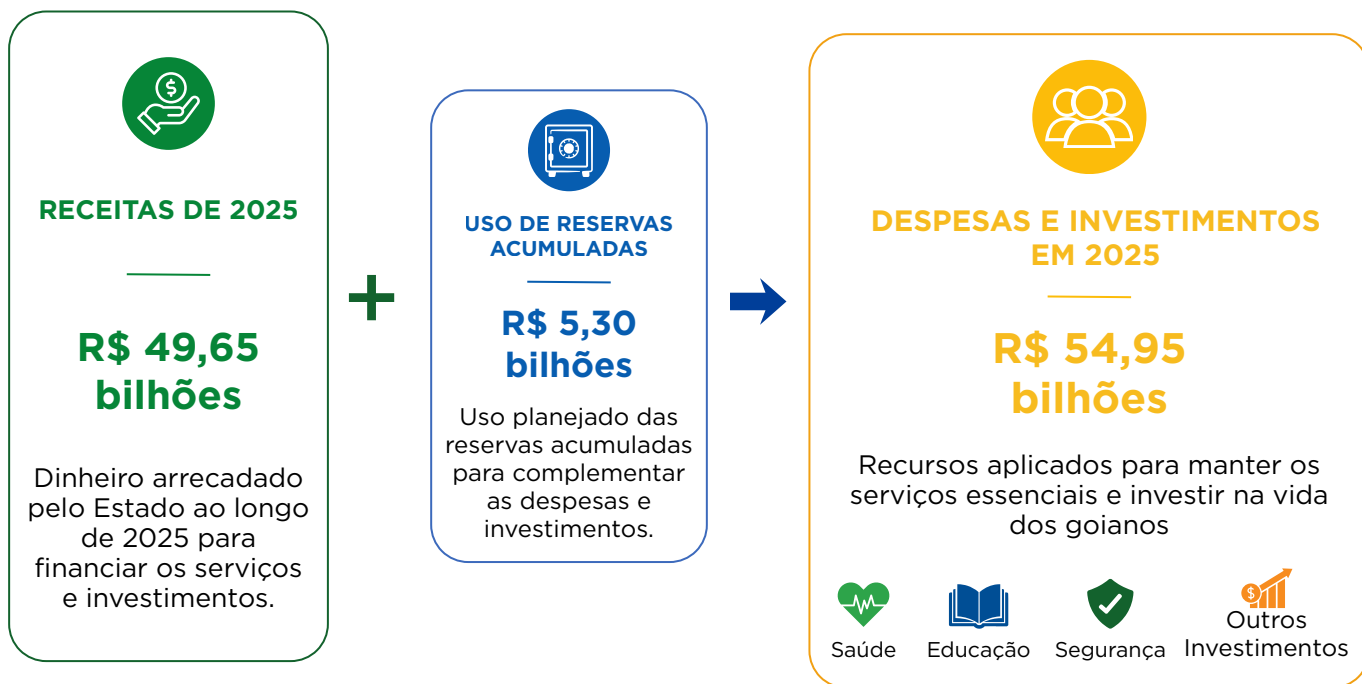 RECEITAS DE 2025
R$ 49,65
bilhões
Dinheiro arrecadado
pelo Estado ao longo
de 2025 para
financiar os serviços
e investimentos.
+
USO DE RESERVAS
ACUMULADAS
R$ 5,30
bilhões
Uso planejado das
reservas acumuladas
para complementar
as despesas e
investimentos.
DESPESAS E INVESTIMENTOS
EM 2025
R$ 54,95
bilhões
Recursos aplicados para manter os
serviços essenciais e investir na vida
dos goianos
Saúde
Educação
Segurança
Outros
Investimentos